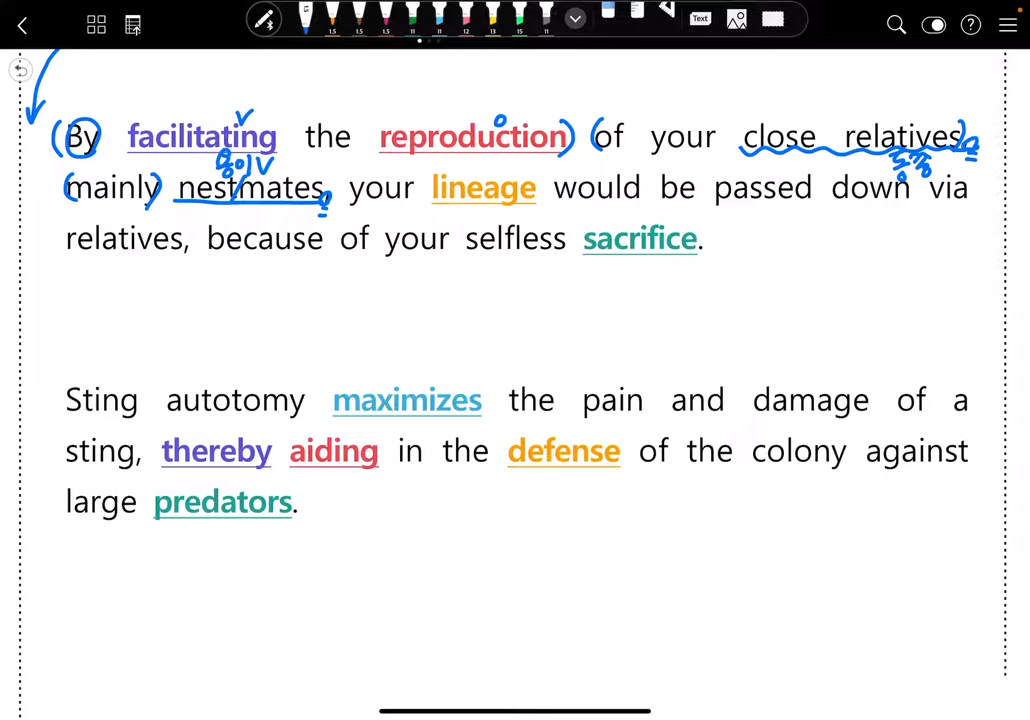 Text
By facilitating the reproduction of your close relatives,
mainly nestmates, your lineage would be passed down via
relatives, because of your selfless sacrifice.
Sting autotomy maximizes the pain and damage of a
sting, thereby aiding in the defense of the colony against
large predators.